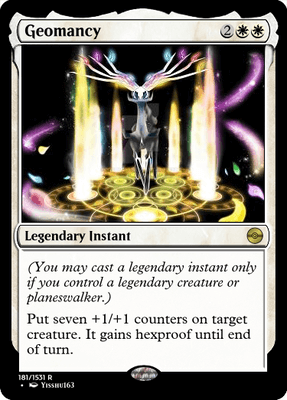 Geomancy 2
Legendary Instant
(You may cast a legendary instant only
if you control a legendary creature or
planeswalker.)
Put seven +1/+1 counters on target
creature. It gains hexproof until end
of turn.
181/1531 R
• Yisshu163